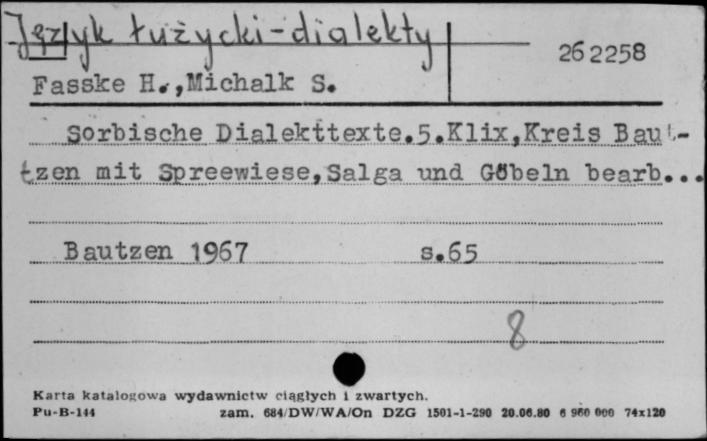 Język łużycki-dialekty
262258
Fasske H.,Michalk S.
Sorbische Dialekttexte.5.Klix,Kreis Baut-
tzen mit Spreewiese,Salga und Göbeln bearb...
Bautzen 1967 s.65
8
Karta katalogowa wydawnictw ciągłych i zwartych.
Pu-B-144 zam. 684/DW/WA/On DZG 1501-1-290 20.06.80 6 960 000 74x120